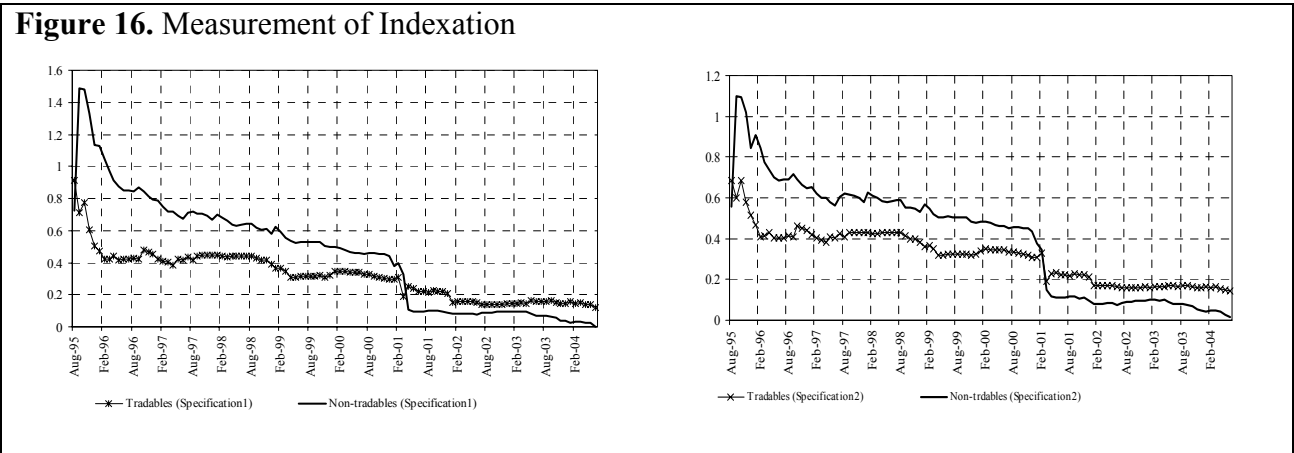 Figure 16. Measurement of Indexation
1.6
1.4
1.2
1
0.8
0.6
0.4
0.2
0
Aug-95
Feb-96
Aug-96
Feb-97
Aug-97
Feb-98
Aug-98
Feb-99
Aug-99
Feb-00
Aug-00
Feb-01
Aug-01
Feb-02
Aug-02
Feb-03
Aug-03
Feb-04
Tradables (Specification1)
Non-tradables (Specification1)
1.2
1
0.8
0.6
0.4
0.2
0
Aug-95
Feb-96
Aug-96
Feb-97
Aug-97
Feb-98
Aug-98
Feb-99
Aug-99
Feb-00
Aug-00
Feb-01
Aug-01
Feb-02
Aug-02
Feb-03
Aug-03
Feb-04
Tradables (Specification2)
Non-trdables (Specification2)